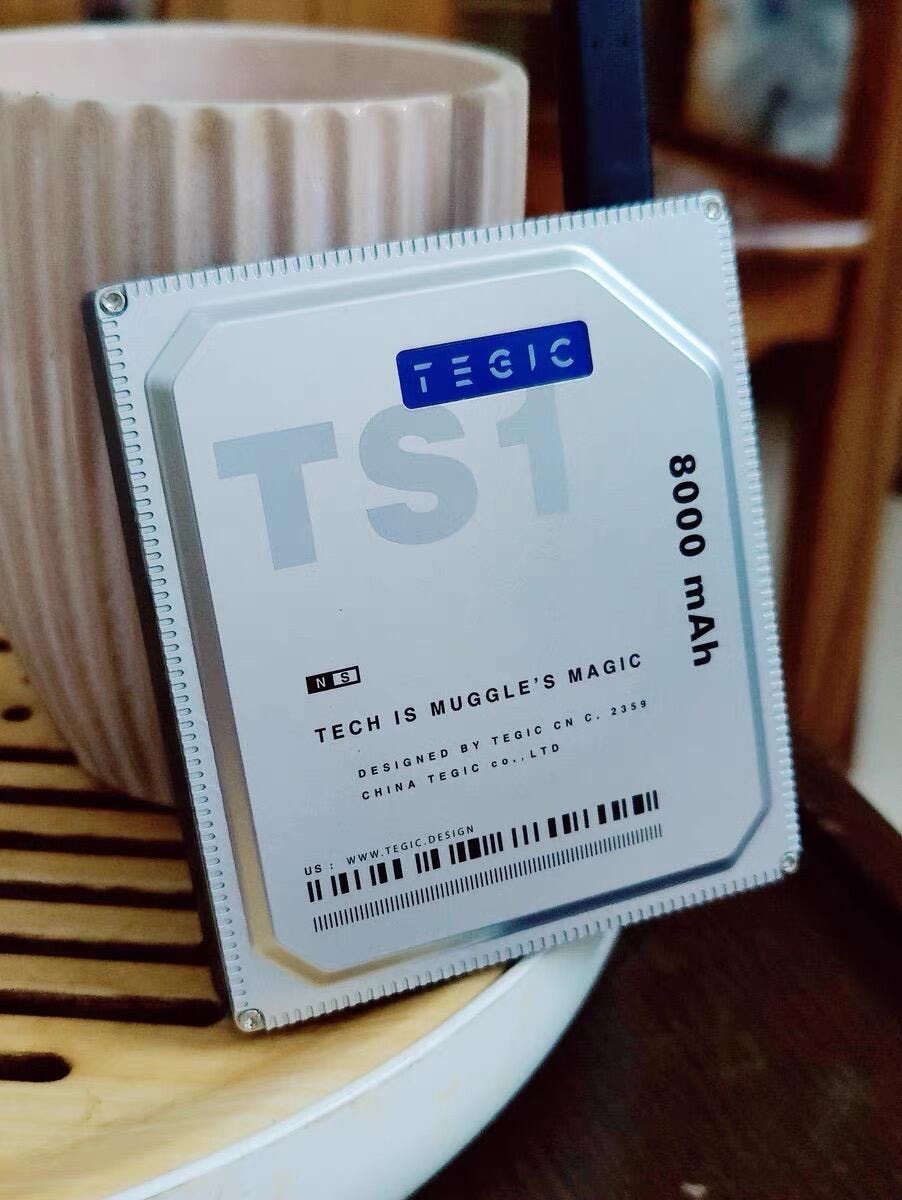 TEGIC
TS1
8000 mAh
N S
TECH IS MUGGLE'S MAGIC
DESIGNED BY TEGIC CN C. 2359
CHINA TEGIC co.,LTD
US : WWW.TEGIC.DESIGN